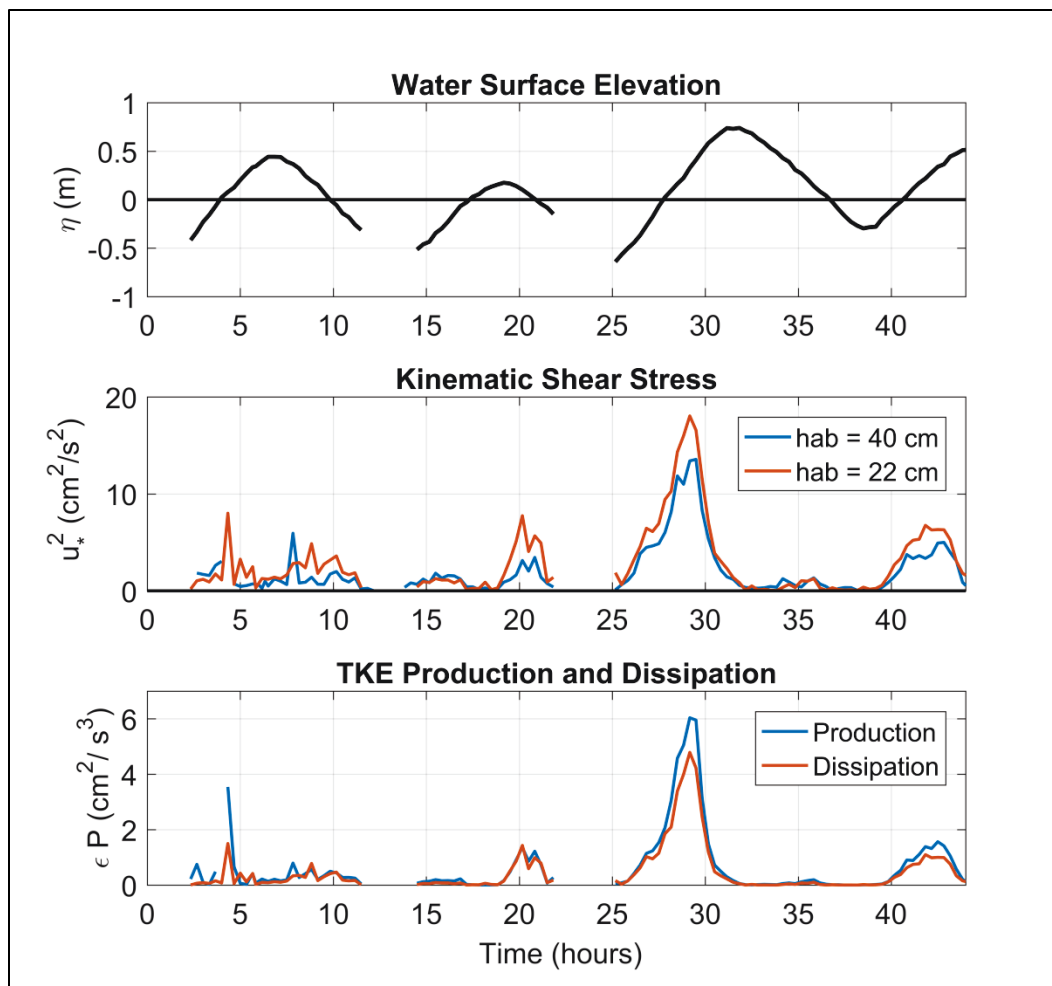 Water Surface Elevation
1
0.5
0
-0.5
-1
η (m)
0 5 10 15 20 25 30 35 40
Kinematic Shear Stress
20
10
0
u*² (cm²/s²)
hab = 40 cm
hab = 22 cm
0 5 10 15 20 25 30 35 40
TKE Production and Dissipation
6
4
2
0
ϵ P (cm²/ s³)
Production
Dissipation
0 5 10 15 20 25 30 35 40
Time (hours)